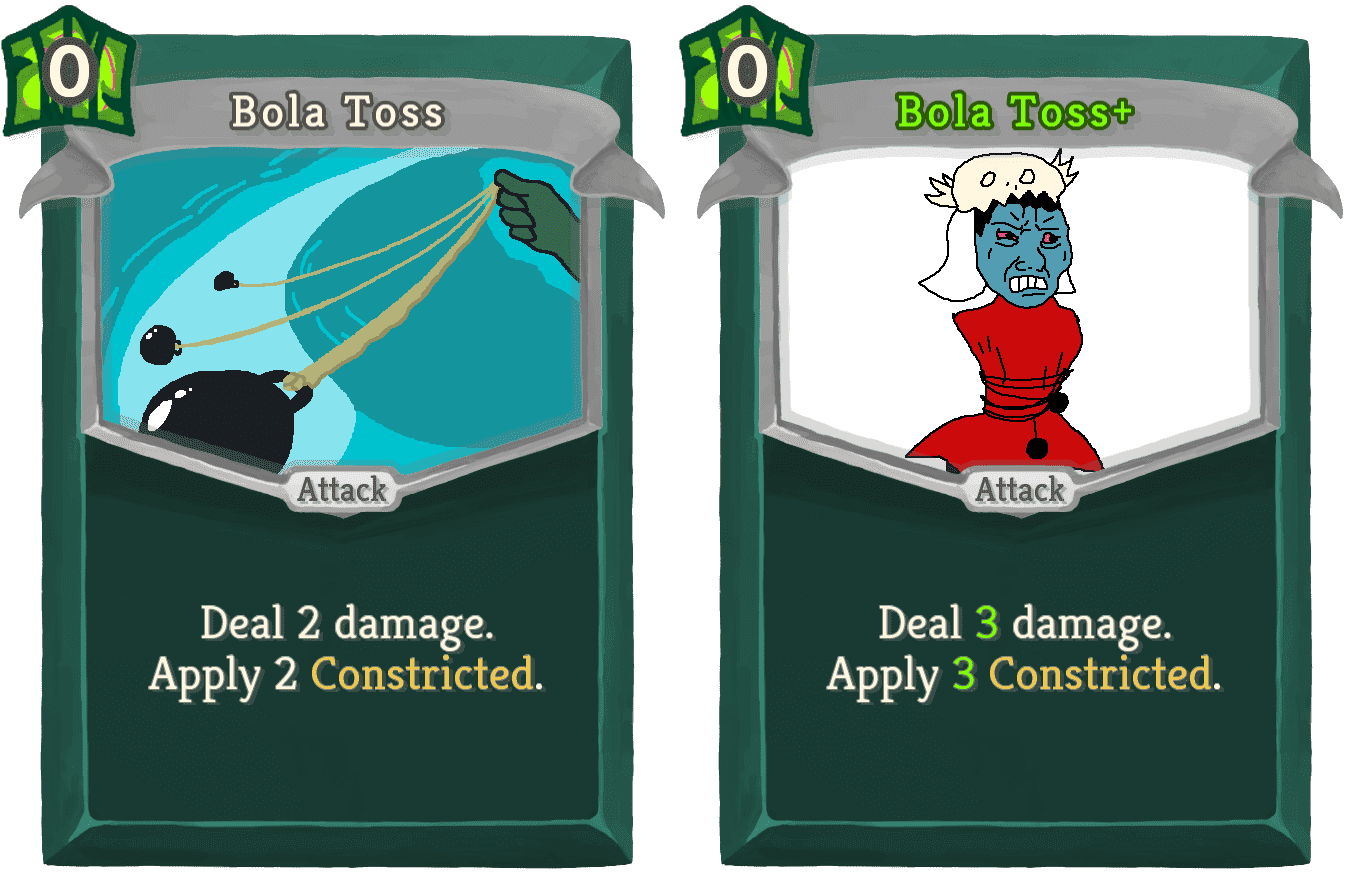 0
Bola Toss
Attack
Deal 2 damage.
Apply 2 Constricted.
0
Bola Toss+
Attack
Deal 3 damage.
Apply 3 Constricted.